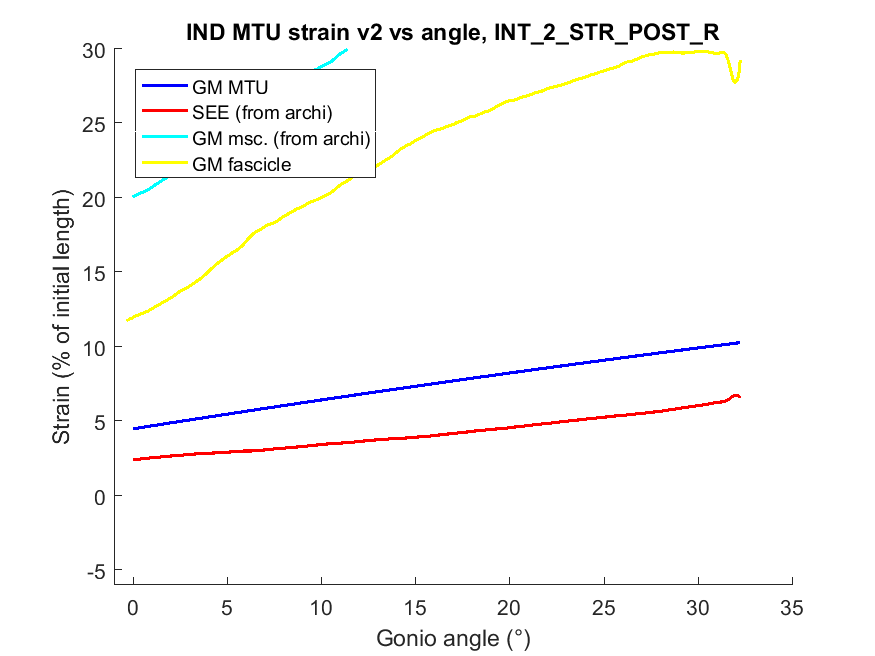 IND MTU strain v2 vs angle, INT_2_STR_POST_R
30
25
20
15
10
5
0
-5
Strain (% of initial length)
GM MTU
SEE (from archi)
GM msc. (from archi)
GM fascicle
0 5 10 15 20 25 30 35
Gonio angle (°)